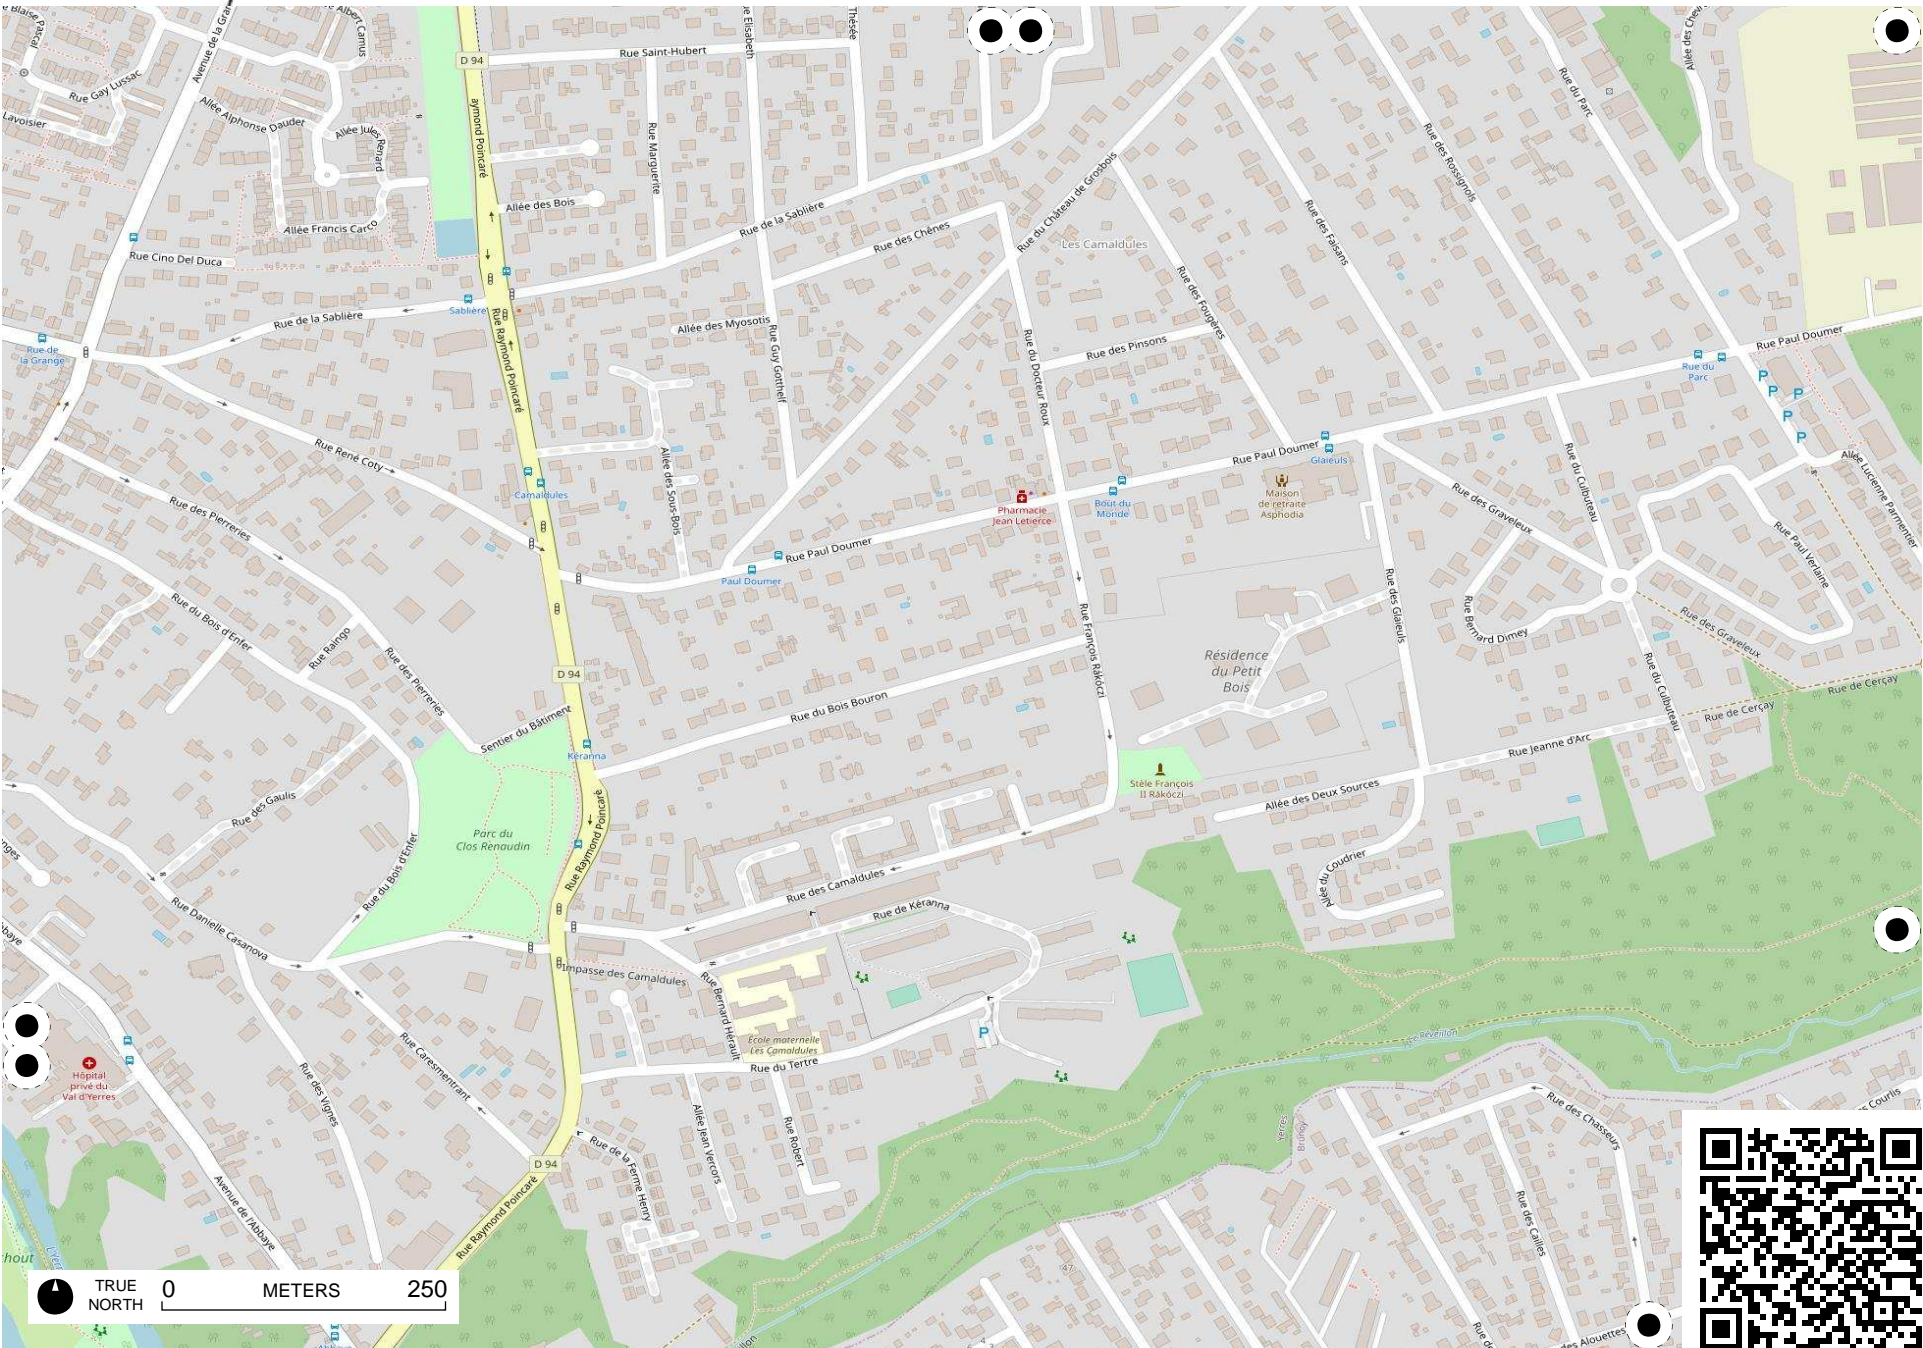 Rue Gay Lussac
Lavoisier
Allée Alphonse Daudet
Allée Jules Renard
Allée Francis Carco
Rue Cino Del Duca
D 94
Rue Saint-Hubert
Rue Marguerite
Allée des Bois
Rue de la Sablière
Rue des Chênes
Rue du Château de Grosbois
Les Camaldules
Rue des Fougères
Rue des Faisans
Rue des Rossignols
Rue du Parc
Rue de la Sablière
Sablière
Rue de
la Grange
Rue Raymond Poincaré
Allée des Myosotis
Rue Guy Gotthelf
Rue du Docteur Roux
Rue des Pinsons
Rue Paul Doumer
Rue du
Parc
P
P
P
P
P
Rue René Coty
Rue des Pierreries
Camaldules
Allée des Sous-Bois
Pharmacie
Jean Letierce
Bout du
Monde
Rue Paul Doumer
Glaïeuls
Maison
de retraite
Asphodia
Rue des Graveleux
Rue du Culbuteau
Allée Lucienne Parmentier
Rue Paul Verlaine
Paul Doumer
Rue Paul Doumer
Rue du Bois d'Enfer
Rue Raingo
Rue des Pierreries
D 94
Rue François Rákóczi
Rue des Glaïeuls
Rue Bernard Dimey
Rue des Graveleux
Rue du Culbuteau
Rue de Cerçay
Rue de Cerçay
Résidence
du Petit
Bois
Rue du Bois Bouron
Sentier du Bâtiment
Kéranna
Rue Jeanne d'Arc
Stèle François
II Rákóczi
Allée des Deux Sources
Rue des Gaulis
Parc du
Clos Renaudin
Rue Raymond Poincaré
Rue du Bois d'Enfer
Rue des Camaldules
Rue de Kéranna
Allée du Coudrier
Rue Danielle Casanova
Impasse des Camaldules
Rue Bernard Hérault
École maternelle
Les Camaldules
Rue du Tertre
P
Le Réveillon
Hôpital
privé du
Val d'Yerres
Rue Caresmentrant
Rue des Vignes
Allée Jean Vercors
Rue Robert
Rue de la Ferme Henry
Yerres
Brunoy
Rue des Chasseurs
Rue des Cailles
D 94
Rue Raymond Poincaré
Avenue de l'Abbaye
47
TRUE
NORTH
0 METERS 250